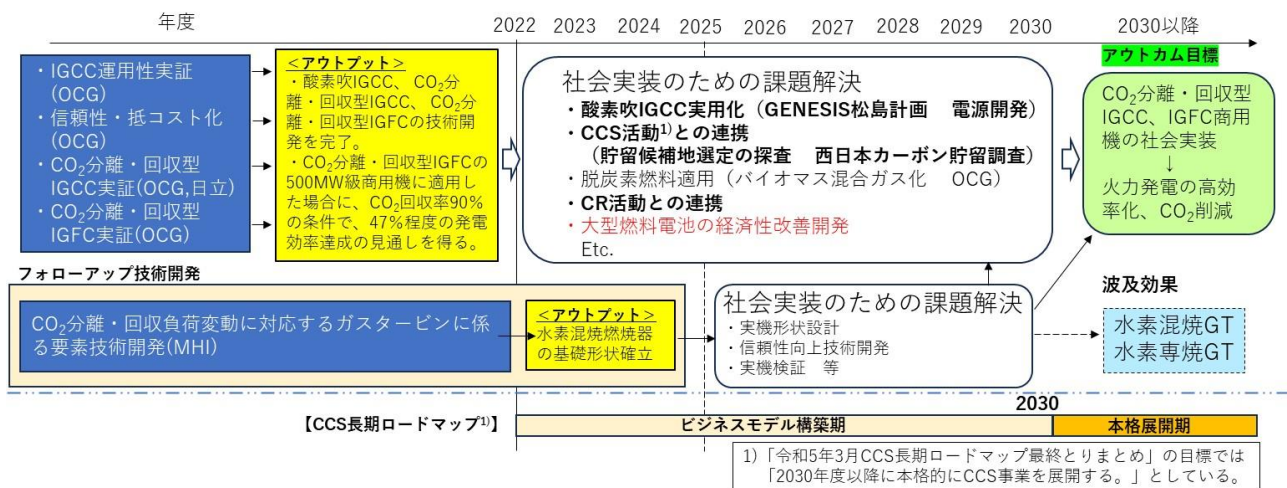 年度
2022 2023 2024 2025 2026 2027 2028 2029 2030 2030以降
・IGCC運用性実証
(OCG)
・信頼性・抵コスト化
(OCG)
・CO₂分離・回収型
IGCC実証(OCG,日立)
・CO₂分離・回収型
IGFC実証(OCG)
＜アウトプット＞
・酸素吹IGCC、CO₂分
離・回収型IGCC、CO₂分
離・回収型IGFCの技術開
発を完了。
・CO₂分離・回収型IGFCの
500MW級商用機に適用し
た場合に、CO₂回収率90%
の条件で、47%程度の発電
効率達成の見通しを得る。
社会実装のための課題解決
・酸素吹IGCC実用化（GENESIS松島計画　電源開発）
・CCS活動¹⁾との連携
（貯留候補地選定の探査　西日本カーボン貯留調査）
・脱炭素燃料適用（バイオマス混合ガス化　OCG）
・CR活動との連携
・大型燃料電池の経済性改善開発
Etc.
アウトカム目標
CO₂分離・回収型
IGCC、IGFC商用
機の社会実装
↓
火力発電の高効
率化、CO₂削減
フォローアップ技術開発
CO₂分離・回収負荷変動に対応するガスタービンに係
る要素技術開発(MHI)
＜アウトプット＞
水素混焼燃焼器
の基礎形状確立
社会実装のための課題解決
・実機形状設計
・信頼性向上技術開発
・実機検証　等
波及効果
水素混焼GT
水素専焼GT
2030
【CCS長期ロードマップ¹⁾】
ビジネスモデル構築期
本格展開期
1)「令和5年3月CCS長期ロードマップ最終とりまとめ」の目標では
「2030年度以降に本格的にCCS事業を展開する。」としている。